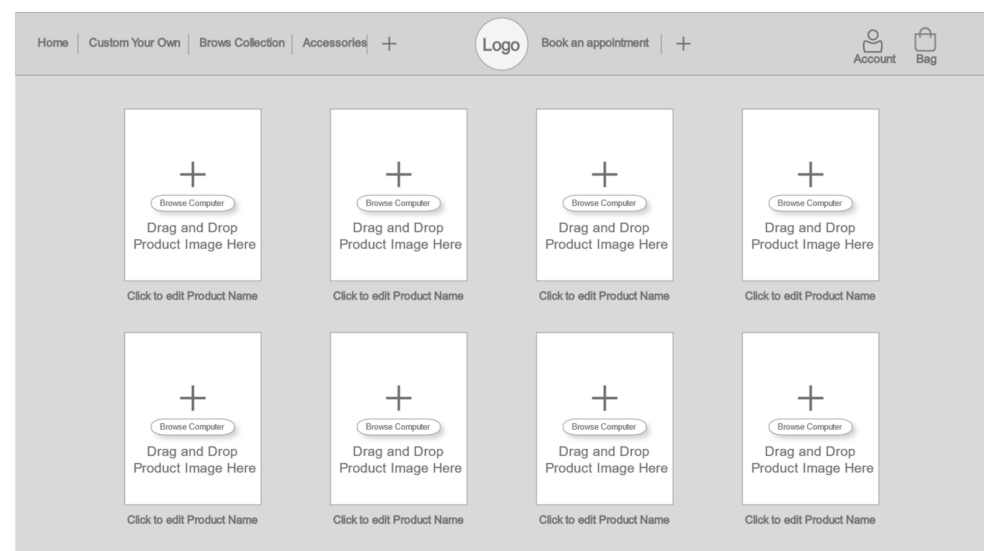 Home Custom Your Own Brows Collection Accessories Logo Book an appointment Account Bag
Browse Computer Browse Computer Browse Computer Browse Computer
Drag and Drop Drag and Drop Drag and Drop Drag and Drop
Product Image Here Product Image Here Product Image Here Product Image Here
Click to edit Product Name Click to edit Product Name Click to edit Product Name Click to edit Product Name
Browse Computer Browse Computer Browse Computer Browse Computer
Drag and Drop Drag and Drop Drag and Drop Drag and Drop
Product Image Here Product Image Here Product Image Here Product Image Here
Click to edit Product Name Click to edit Product Name Click to edit Product Name Click to edit Product Name